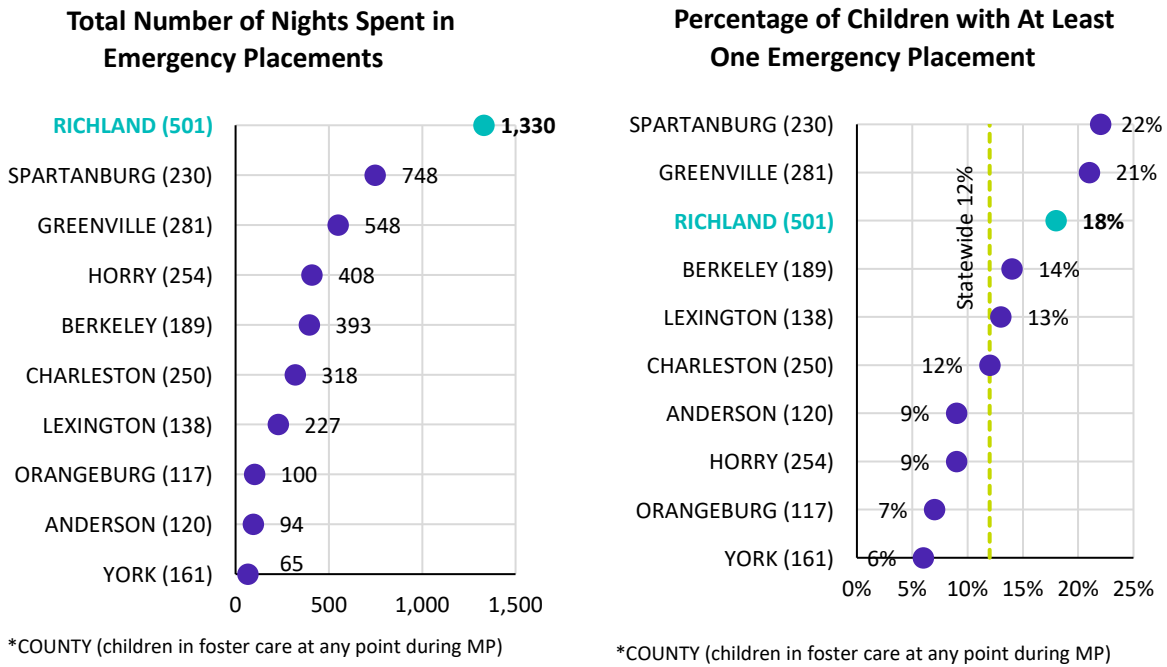 Total Number of Nights Spent in
Emergency Placements
RICHLAND (501) 1,330
SPARTANBURG (230) 748
GREENVILLE (281) 548
HORRY (254) 408
BERKELEY (189) 393
CHARLESTON (250) 318
LEXINGTON (138) 227
ORANGEBURG (117) 100
ANDERSON (120) 94
YORK (161) 65
0 500 1,000 1,500
*COUNTY (children in foster care at any point during MP)
Percentage of Children with At Least
One Emergency Placement
SPARTANBURG (230) 22%
GREENVILLE (281) 21%
RICHLAND (501) 18%
BERKELEY (189) 14%
LEXINGTON (138) 13%
CHARLESTON (250) 12%
ANDERSON (120) 9%
HORRY (254) 9%
ORANGEBURG (117) 7%
YORK (161) 6%
Statewide 12%
0% 5% 10% 15% 20% 25%
*COUNTY (children in foster care at any point during MP)